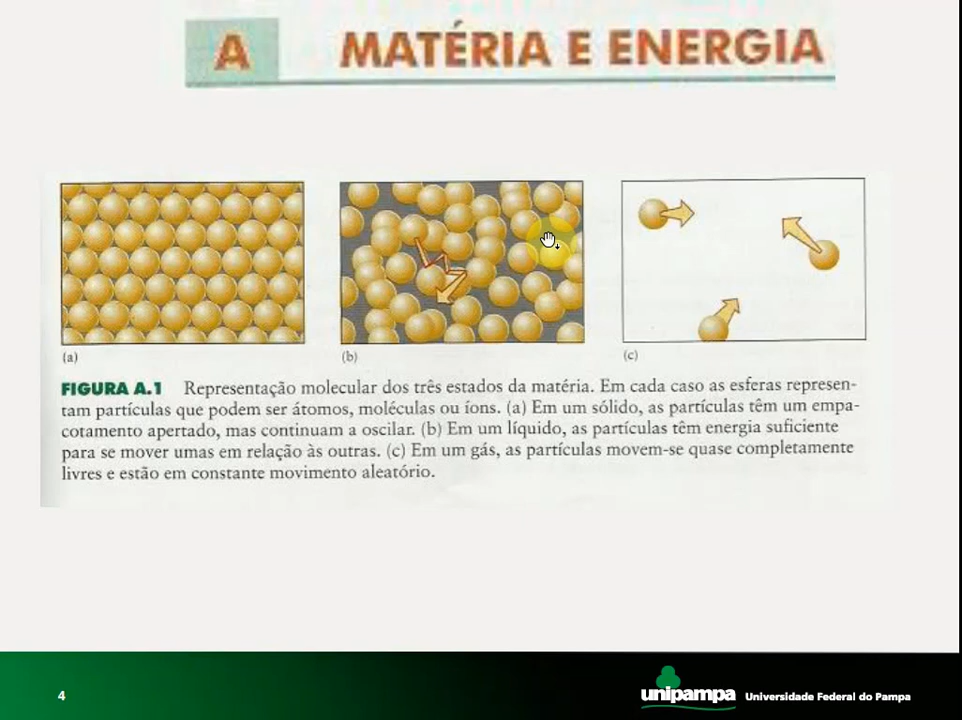 A MATÉRIA E ENERGIA
(a) (b) (c)
FIGURA A.1 Representação molecular dos três estados da matéria. Em cada caso as esferas represen-
tam partículas que podem ser átomos, moléculas ou íons. (a) Em um sólido, as partículas têm um empa-
cotamento apertado, mas continuam a oscilar. (b) Em um líquido, as partículas têm energia suficiente
para se mover umas em relação às outras. (c) Em um gás, as partículas movem-se quase completamente
livres e estão em constante movimento aleatório.
4
unipampa Universidade Federal do Pampa